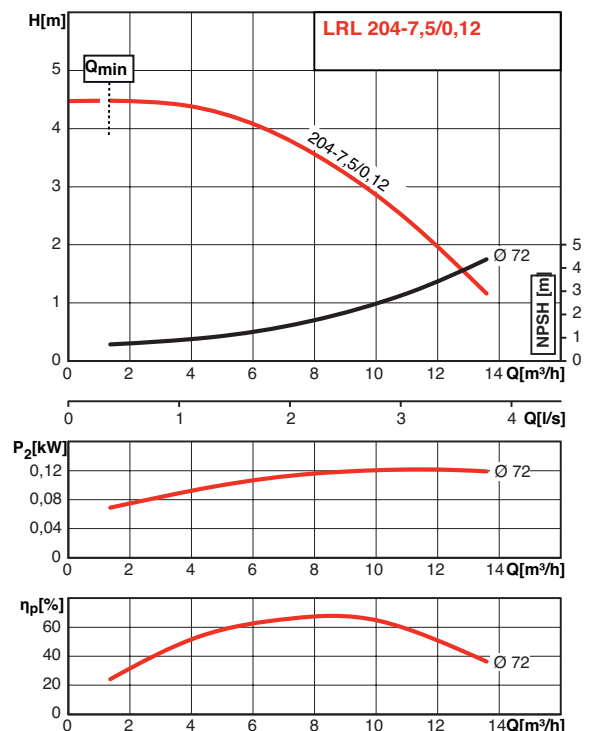 H[m]
LRL 204-7,5/0,12
5
Qmin
4
204-7,5/0,12
3
2
5
Ø 72
4
3
1
2
NPSH [m]
1
0
0
0 2 4 6 8 10 12 14 Q[m³/h]
0 1 2 3 4 Q[l/s]
P2[kW]
0,12
Ø 72
0,08
0,04
0
0 2 4 6 8 10 12 14 Q[m³/h]
ηp[%]
60
40
Ø 72
20
0
0 2 4 6 8 10 12 14 Q[m³/h]